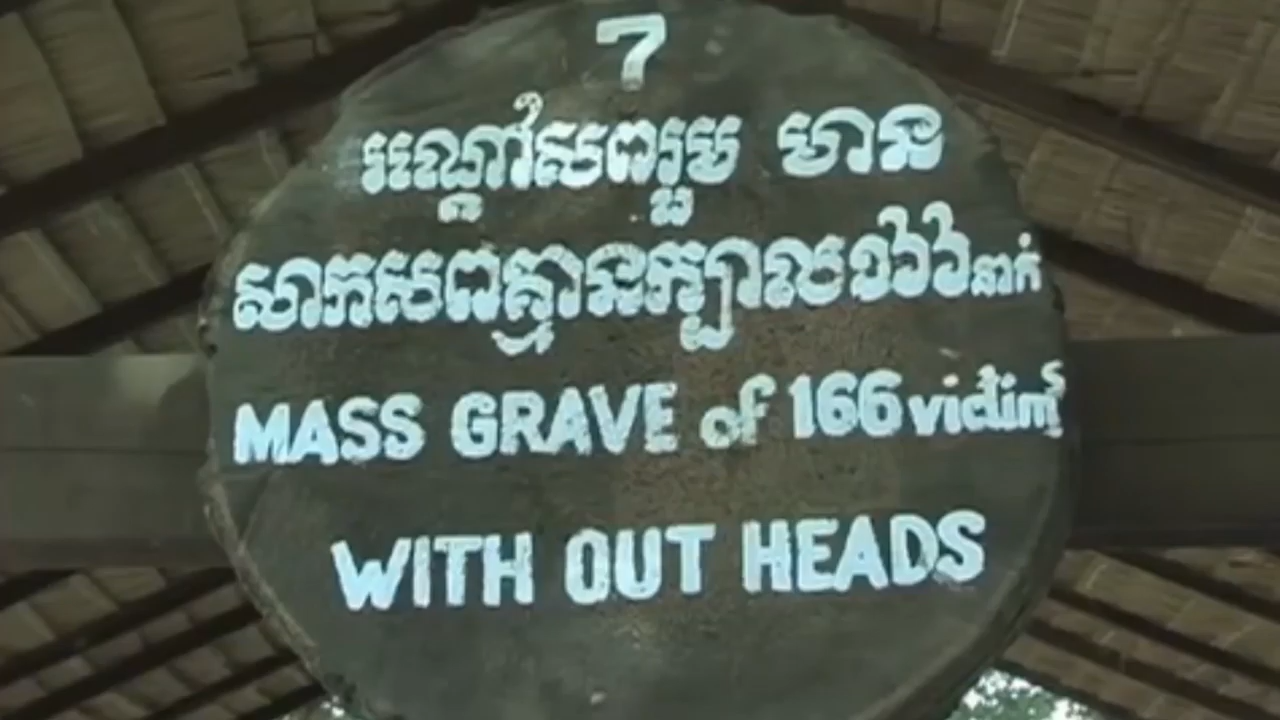 7
រណ្ដៅសពរួម មាន
សាកសពគ្មានក្បាល១៦៦នាក់
MASS GRAVE of 166 victims
WITH OUT HEADS